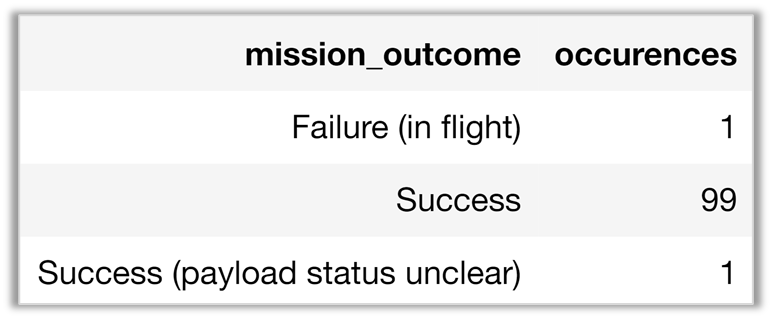 mission_outcome occurences
Failure (in flight) 1
Success 99
Success (payload status unclear) 1